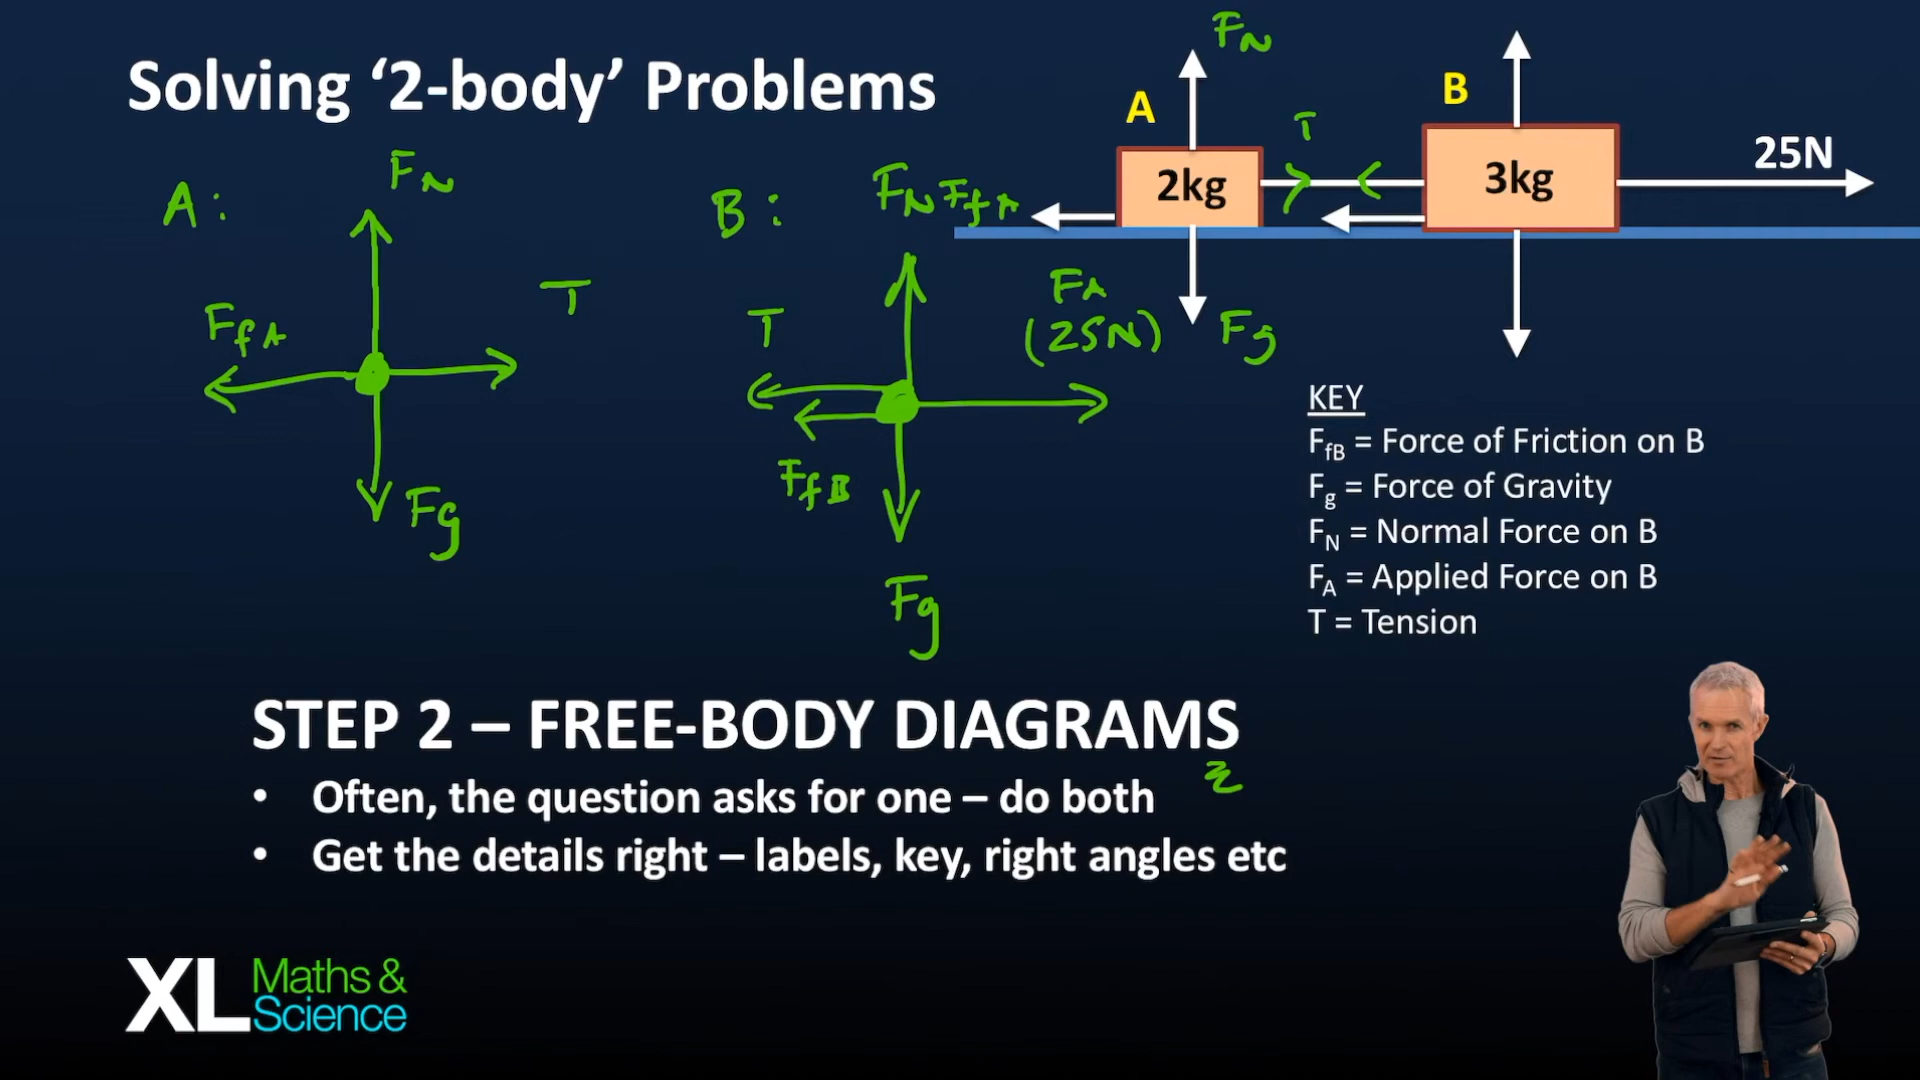 Solving ‘2-body’ Problems
FN
A
B
T
2kg
3kg
25N
A:
FN
B:
FN
FfA
FfA
T
T
FA
(25N)
Fg
Fg
FfB
Fg
KEY
FfB = Force of Friction on B
Fg = Force of Gravity
FN = Normal Force on B
FA = Applied Force on B
T = Tension
STEP 2 – FREE-BODY DIAGRAMS
• Often, the question asks for one – do both
• Get the details right – labels, key, right angles etc
XL Maths &
Science